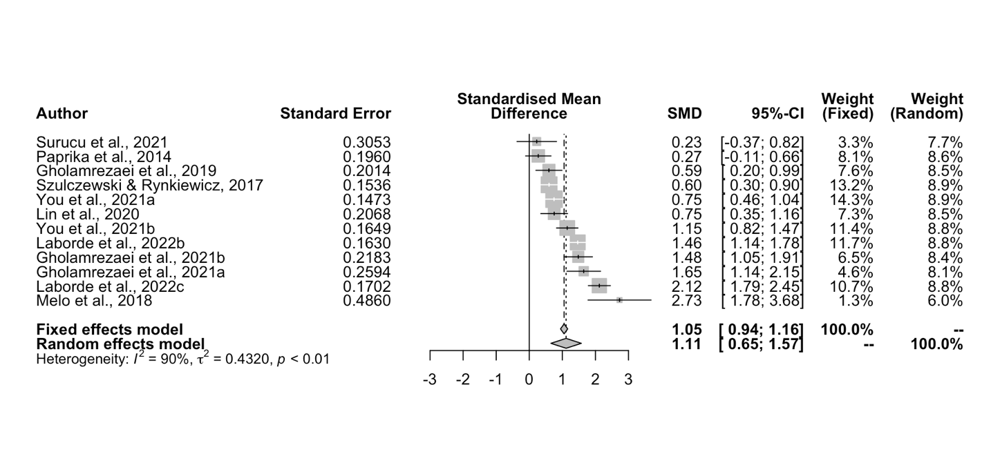 Author Standard Error Standardised Mean Difference SMD 95%-CI Weight (Fixed) Weight (Random)
Surucu et al., 2021 0.3053 0.23 [-0.37; 0.82] 3.3% 7.7%
Paprika et al., 2014 0.1960 0.27 [-0.11; 0.66] 8.1% 8.6%
Gholamrezaei et al., 2019 0.2014 0.59 [ 0.20; 0.99] 7.6% 8.5%
Szulczewski & Rynkiewicz, 2017 0.1536 0.60 [ 0.30; 0.90] 13.2% 8.9%
You et al., 2021a 0.1473 0.75 [ 0.46; 1.04] 14.3% 8.9%
Lin et al., 2020 0.2068 0.75 [ 0.35; 1.16] 7.3% 8.5%
You et al., 2021b 0.1649 1.15 [ 0.82; 1.47] 11.4% 8.8%
Laborde et al., 2022b 0.1630 1.46 [ 1.14; 1.78] 11.7% 8.8%
Gholamrezaei et al., 2021b 0.2183 1.48 [ 1.05; 1.91] 6.5% 8.4%
Gholamrezaei et al., 2021a 0.2594 1.65 [ 1.14; 2.15] 4.6% 8.1%
Laborde et al., 2022c 0.1702 2.12 [ 1.79; 2.45] 10.7% 8.8%
Melo et al., 2018 0.4860 2.73 [ 1.78; 3.68] 1.3% 6.0%
Fixed effects model 1.05 [ 0.94; 1.16] 100.0% --
Random effects model 1.11 [ 0.65; 1.57] -- 100.0%
Heterogeneity: I² = 90%, τ² = 0.4320, p < 0.01
-3 -2 -1 0 1 2 3